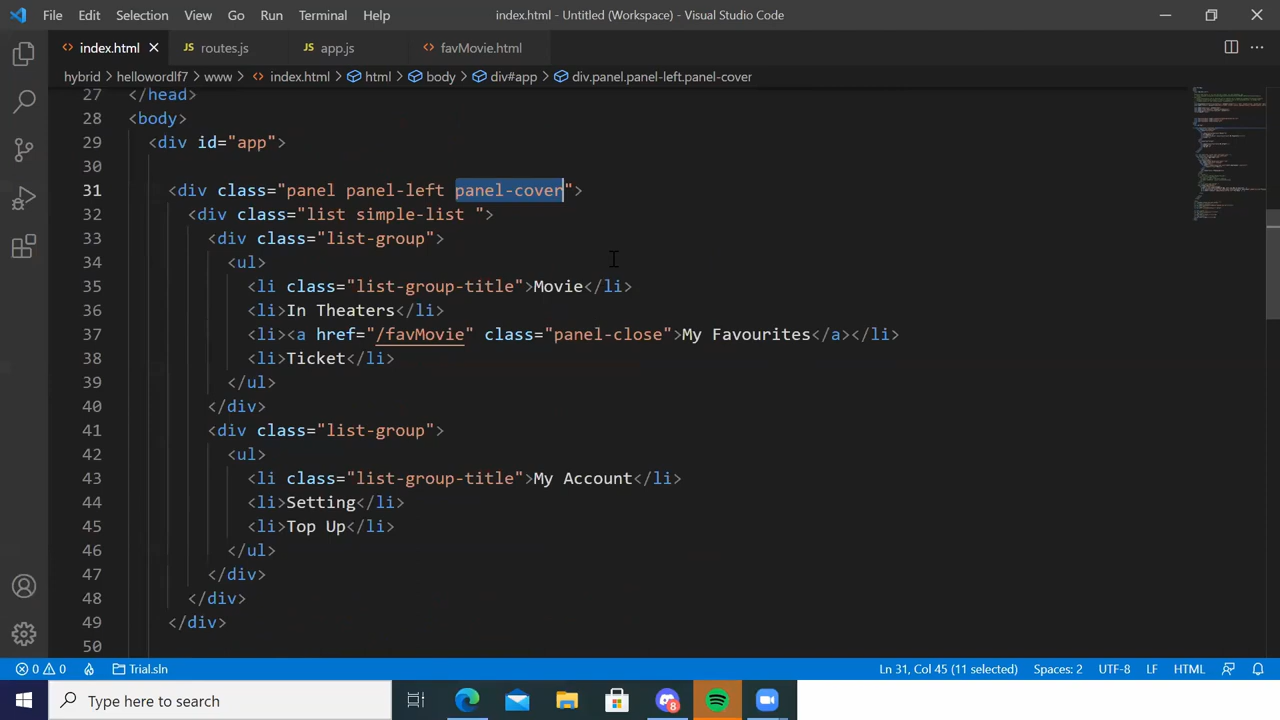 File Edit Selection View Go Run Terminal Help index.html - Untitled (Workspace) - Visual Studio Code
index.html JS routes.js JS app.js favMovie.html
hybrid > hellowordlf7 > www > index.html > html > body > div#app > div.panel.panel-left.panel-cover
27 </head>
28 <body>
29 <div id="app">
30
31 <div class="panel panel-left panel-cover">
32 <div class="list simple-list ">
33 <div class="list-group">
34 <ul>
35 <li class="list-group-title">Movie</li>
36 <li>In Theaters</li>
37 <li><a href="/favMovie" class="panel-close">My Favourites</a></li>
38 <li>Ticket</li>
39 </ul>
40 </div>
41 <div class="list-group">
42 <ul>
43 <li class="list-group-title">My Account</li>
44 <li>Setting</li>
45 <li>Top Up</li>
46 </ul>
47 </div>
48 </div>
49 </div>
50
0 0 Trial.sln Ln 31, Col 45 (11 selected) Spaces: 2 UTF-8 LF HTML
Type here to search 8